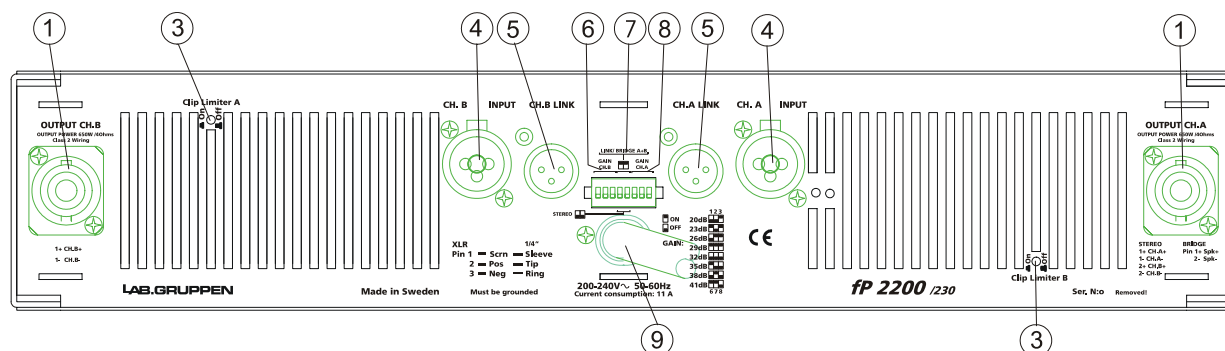 1 3 4 5 6 7 8 5 4 1
Clip Limiter A
On Off
CH. B INPUT CH.B LINK
CH.A LINK CH. A INPUT
OUTPUT CH.B
OUTPUT POWER 650W /4Ohms
Class 2 Wiring
OUTPUT CH.A
OUTPUT POWER 650W /4Ohms
Class 2 Wiring
LINK/ BRIDGE A+B
GAIN CH.B
GAIN CH.A
STEREO
ON
OFF
GAIN:
1 2 3
20dB
23dB
26dB
29dB
32dB
35dB
38dB
41dB
6 7 8
CE
1+ CH.B+
1- CH.B-
XLR 1/4"
Pin 1 Scrn Sleeve
2 Pos Tip
3 Neg Ring
STEREO BRIDGE
1+ CH.A+ Pin 1+ Spk+
1- CH.A- 2- Spk-
2+ CH,B+
2- CH.B-
On Off
Clip Limiter B
LAB.GRUPPEN
Made in Sweden
Must be grounded
200-240V~ 50-60Hz
Current consumption: 11 A
fP 2200 /230
Ser. N:o Removed!
9 3